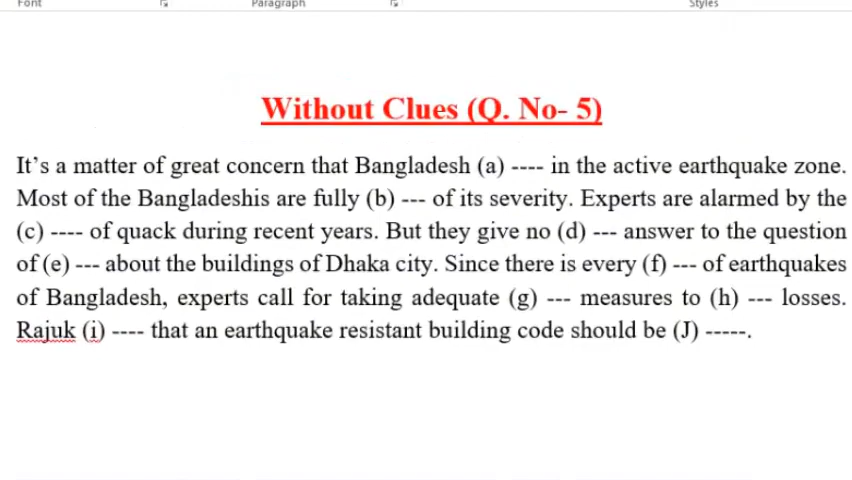 Font Paragraph Styles
Without Clues (Q. No- 5)
It's a matter of great concern that Bangladesh (a) ---- in the active earthquake zone.
Most of the Bangladeshis are fully (b) --- of its severity. Experts are alarmed by the
(c) ---- of quack during recent years. But they give no (d) --- answer to the question
of (e) --- about the buildings of Dhaka city. Since there is every (f) --- of earthquakes
of Bangladesh, experts call for taking adequate (g) --- measures to (h) --- losses.
Rajuk (i) ---- that an earthquake resistant building code should be (J) -----.